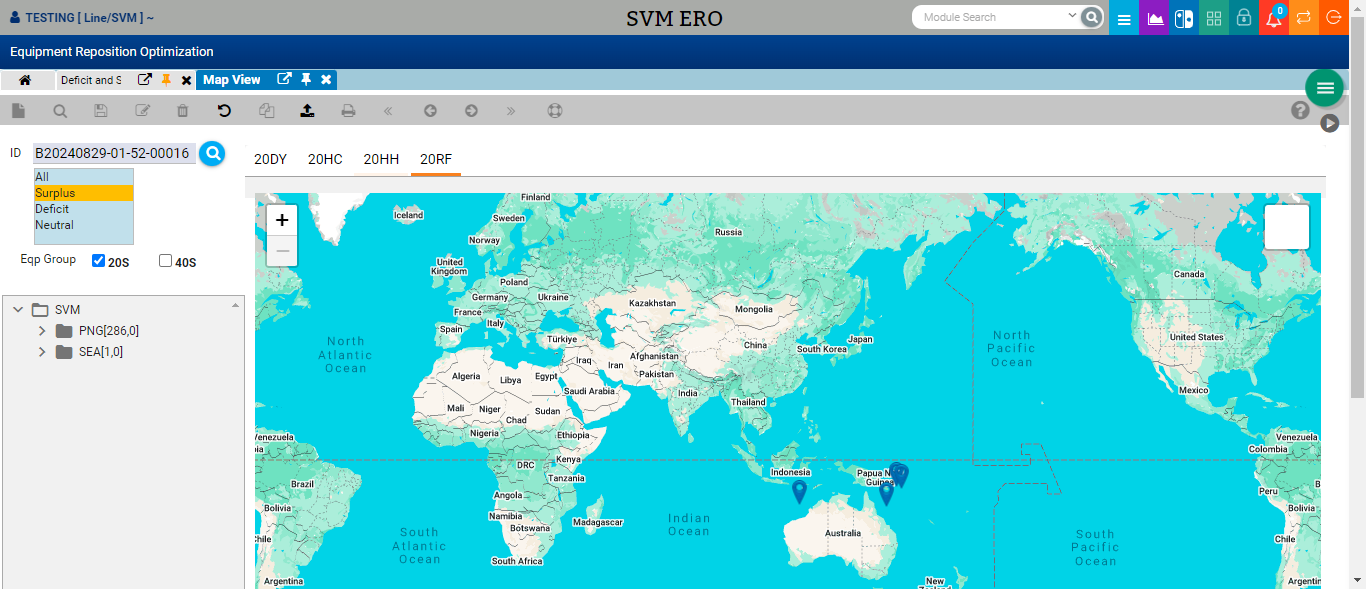 TESTING [ Line/SVM ] ~
SVM ERO
Module Search
0
Equipment Reposition Optimization
Deficit and S
Map View
ID B20240829-01-52-00016
All
Surplus
Deficit
Neutral
Eqp Group 20S 40S
SVM
PNG[286,0]
SEA[1,0]
20DY 20HC 20HH 20RF
+
−
Finland
Iceland
Sweden
Russia
Norway
United Kingdom
Canada
Poland
Germany
Ukraine
Kazakhstan
Mongolia
France
Italy
Spain
Türkiye
China
South Korea
Japan
United States
North Atlantic Ocean
North Pacific Ocean
Iraq
Iran
Afghanistan
Pakistan
Algeria
Libya
Egypt
Saudi Arabia
India
Mexico
Mali
Niger
Chad
Sudan
Thailand
Nigeria
Ethiopia
Venezuela
Venezuela
Colombia
bia
DRC
Kenya
Tanzania
Indonesia
Papua N
Guinea
Brazil
Peru
B
Angola
Bolivia
Bolivia
Namibia
Botswana
Madagascar
Indian Ocean
Australia
South Atlantic Ocean
South Pacific Ocean
Chile
hile
South Africa
Argentina
Argentin
New
Zealand